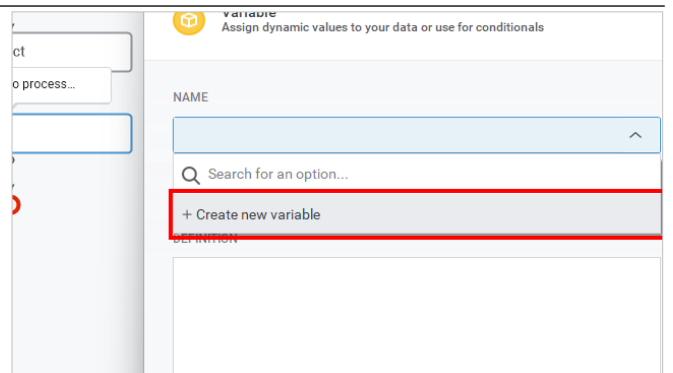 Variable
Assign dynamic values to your data or use for conditionals
ct
o process...
NAME
Search for an option...
+ Create new variable
DEFINITION